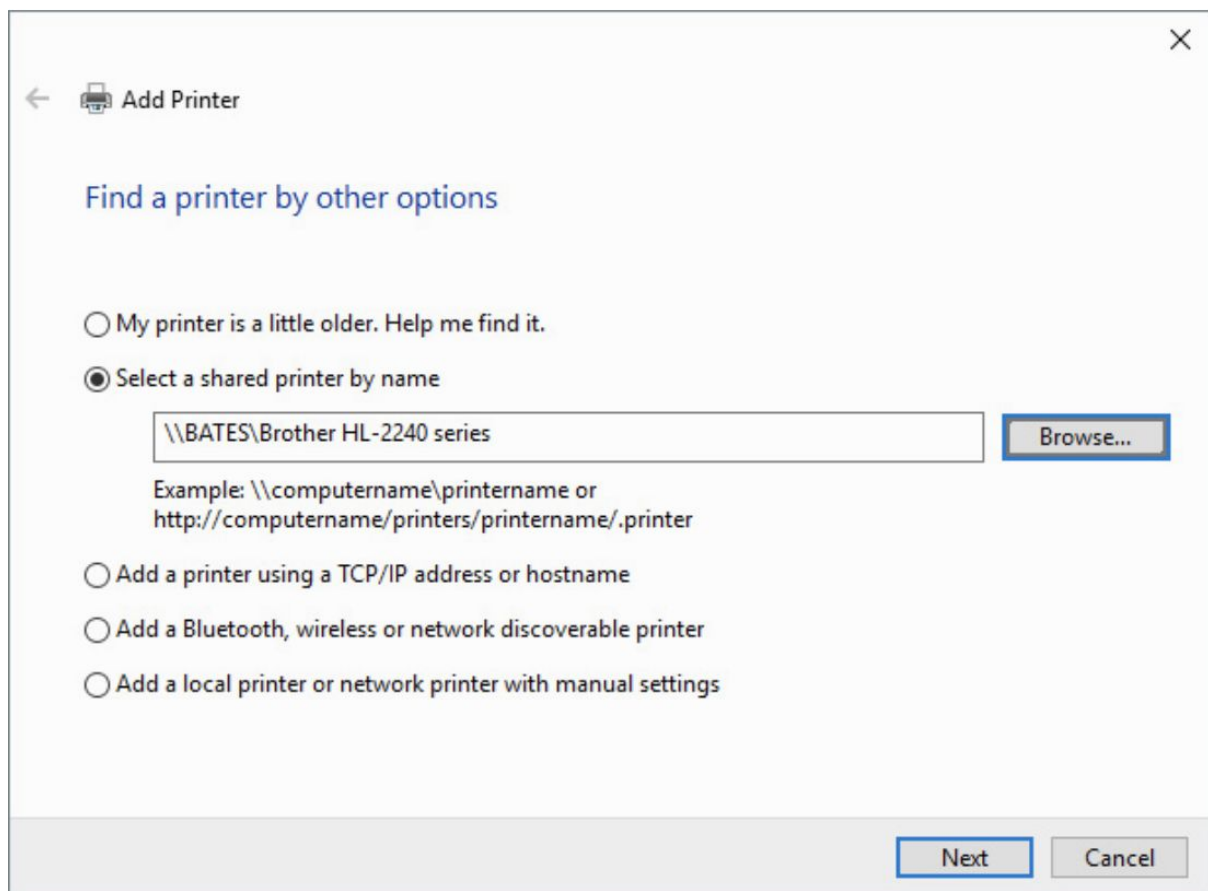 Add Printer
Find a printer by other options
My printer is a little older. Help me find it.
Select a shared printer by name
\\BATES\Brother HL-2240 series
Browse...
Example: \\computername\printername or
http://computername/printers/printername/.printer
Add a printer using a TCP/IP address or hostname
Add a Bluetooth, wireless or network discoverable printer
Add a local printer or network printer with manual settings
Next
Cancel